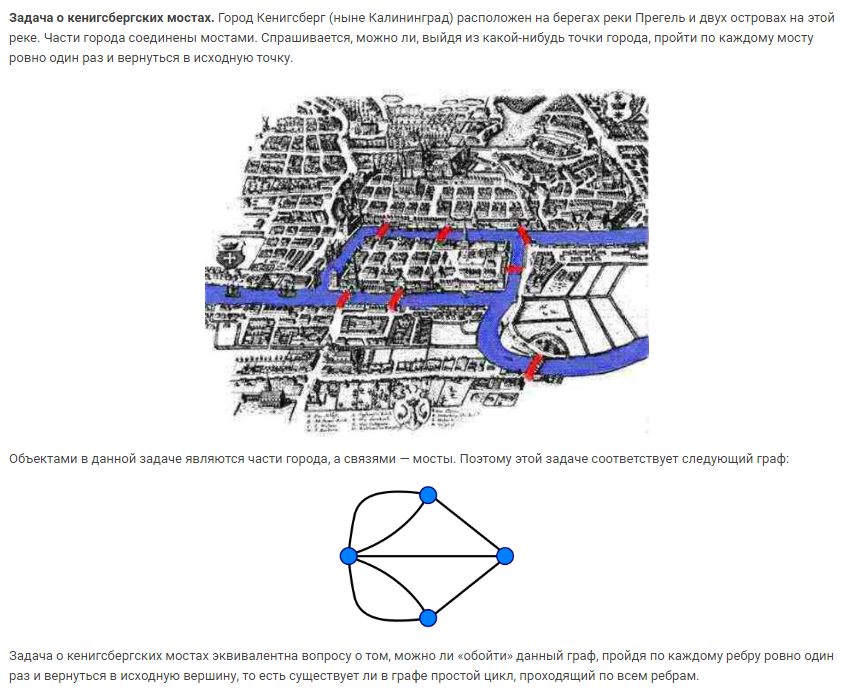 Задача о кенигсбергских мостах. Город Кенигсберг (ныне Калининград) расположен на берегах реки Прегель и двух островах на этой
реке. Части города соединены мостами. Спрашивается, можно ли, выйдя из какой-нибудь точки города, пройти по каждому мосту
ровно один раз и вернуться в исходную точку.
Объектами в данной задаче являются части города, а связями — мосты. Поэтому этой задаче соответствует следующий граф:
Задача о кенигсбергских мостах эквивалентна вопросу о том, можно ли «обойти» данный граф, пройдя по каждому ребру ровно один
раз и вернуться в исходную вершину, то есть существует ли в графе простой цикл, проходящий по всем ребрам.